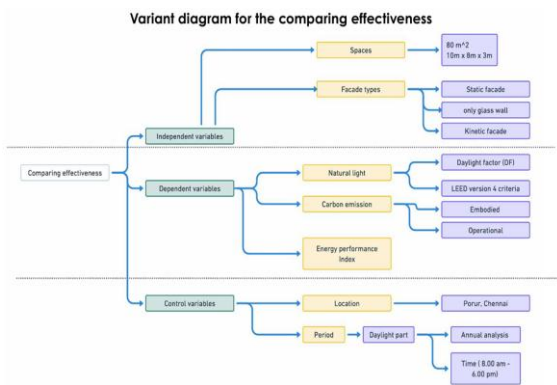 Variant diagram for the comparing effectiveness
Spaces
80 m^2
10m x 8m x 3m
Facade types
Static facade
only glass wall
Kinetic facade
Independent variables
Comparing effectiveness
Dependent variables
Natural light
Daylight factor (DF)
LEED version 4 criteria
Carbon emission
Embodied
Operational
Energy performance
index
Control variables
Location
Porur, Chennai
Period
Daylight part
Annual analysis
Time ( 8.00 am -
6.00 pm)